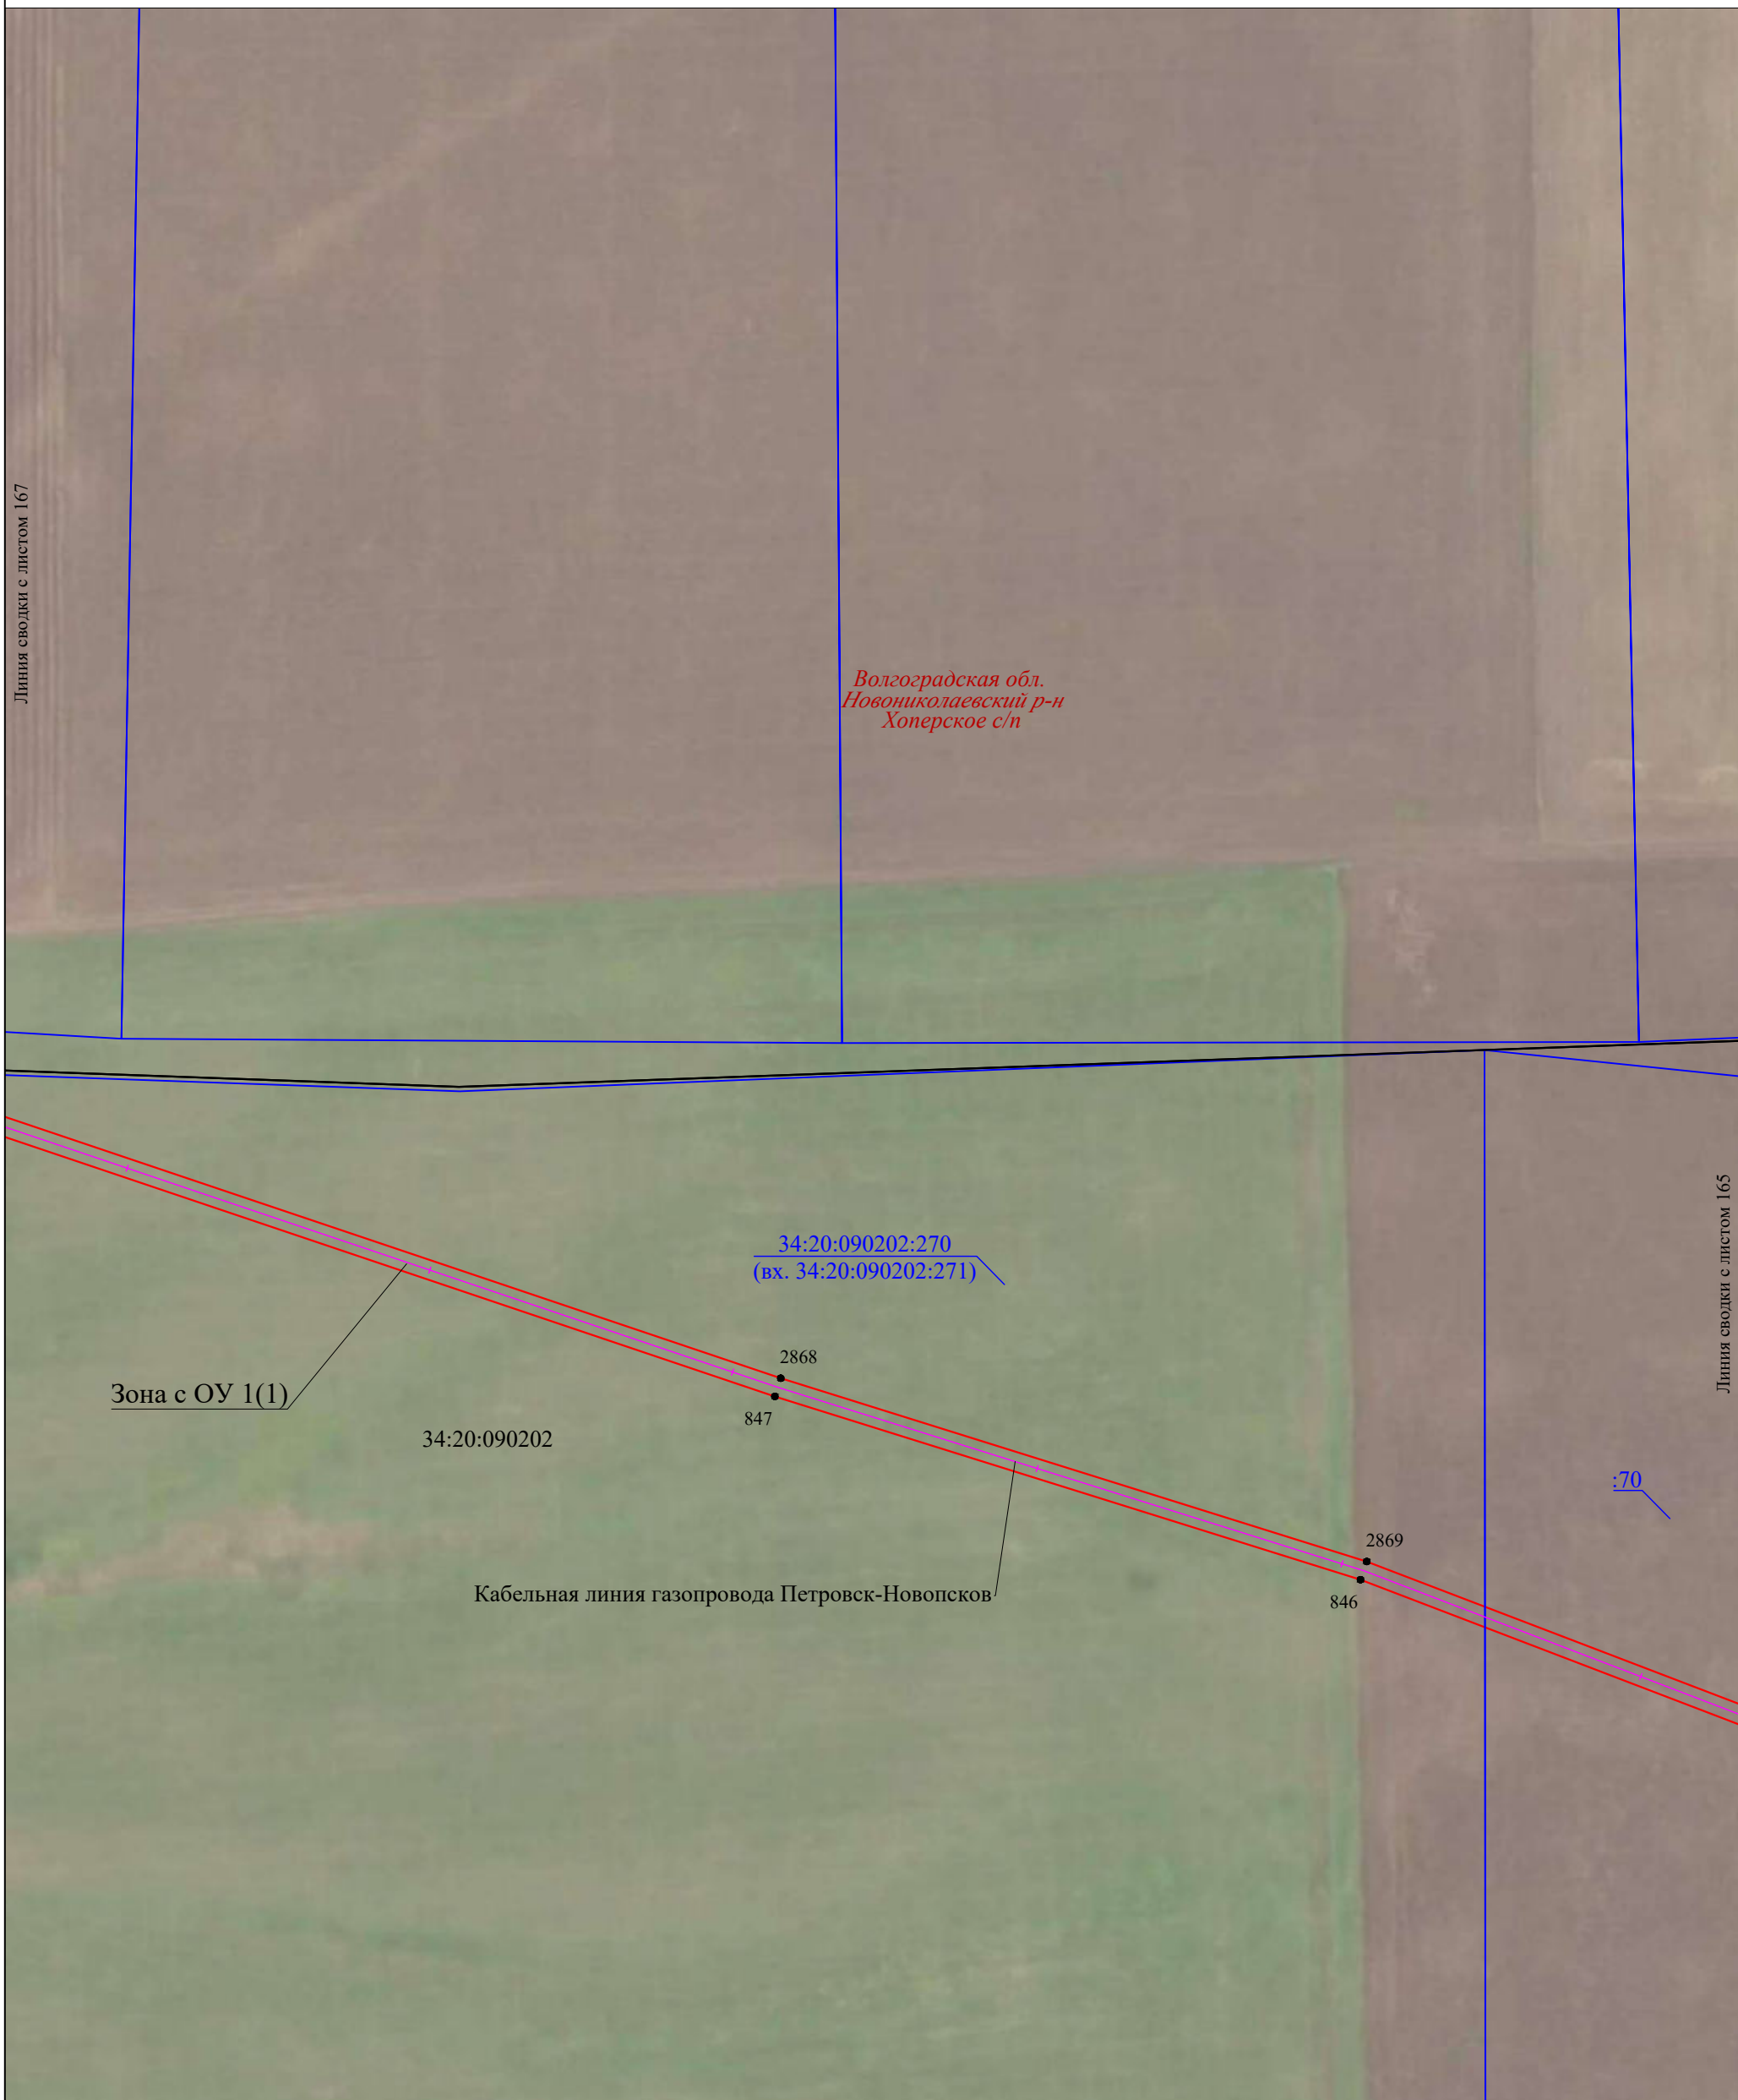 Линия сводки с листом 167
Волгоградская обл.
Новониколаевский р-н
Хоперское с/п
Линия сводки с листом 165
34:20:090202:270
(вх. 34:20:090202:271)
2868
Зона с ОУ 1(1)
847
34:20:090202
:70
2869
Кабельная линия газопровода Петровск-Новопсков
846